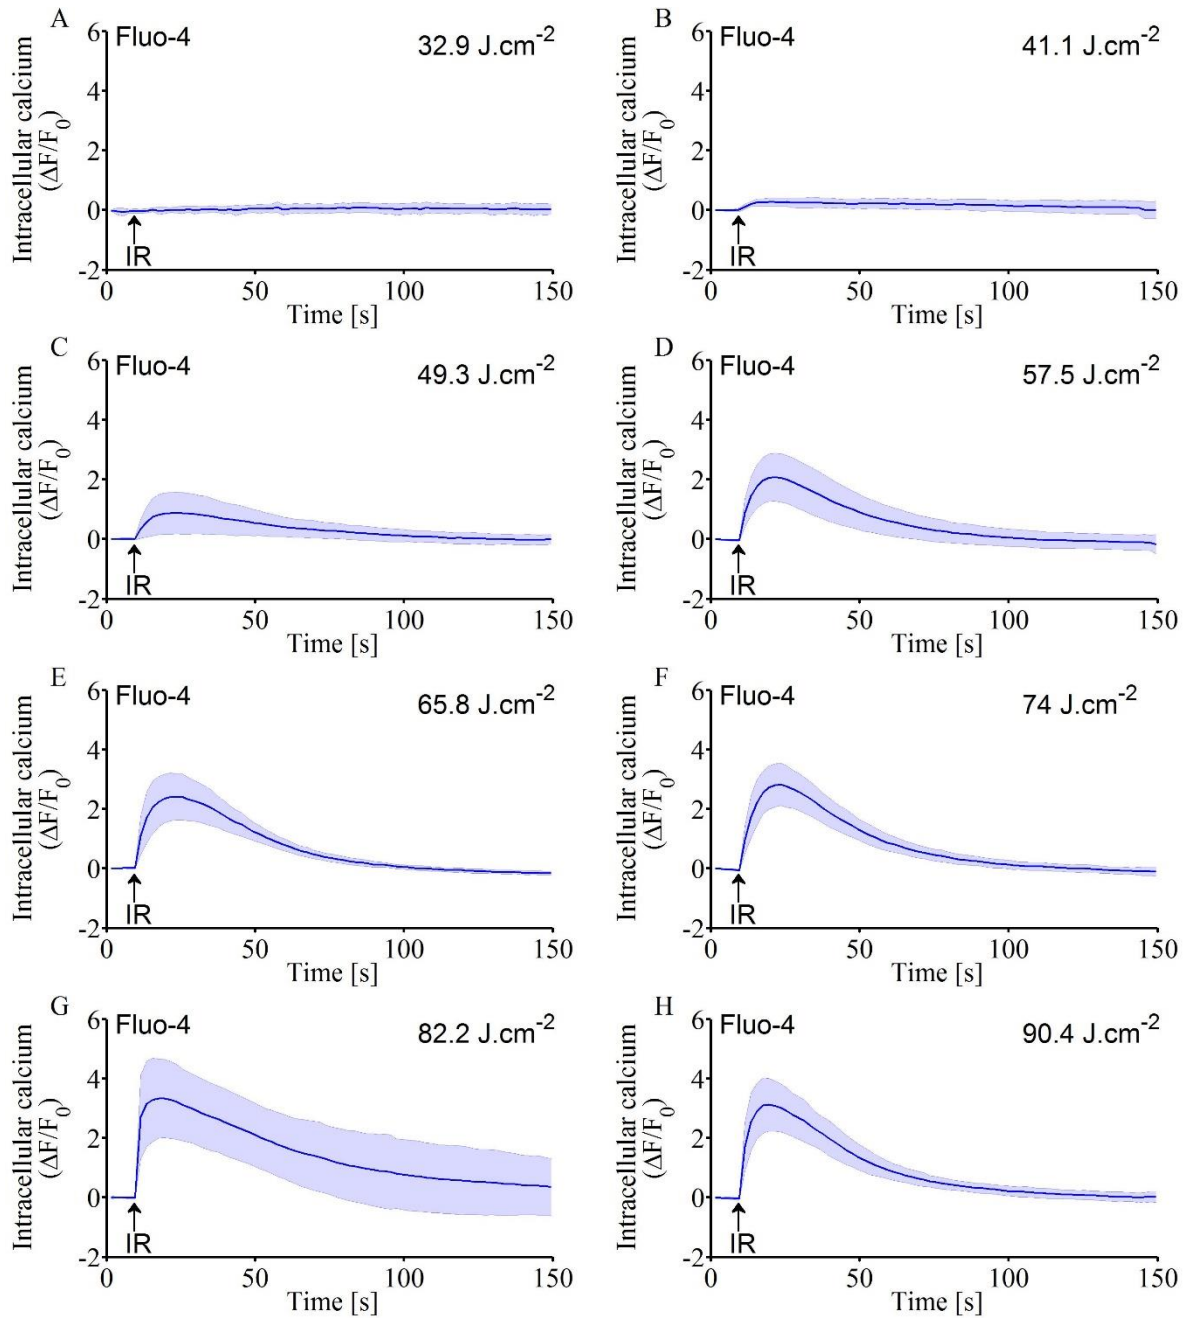 A
Fluo-4
32.9 J.cm-2
Intracellular calcium
(ΔF/F0)
6
4
2
0
-2
IR
0
50
100
150
Time [s]
B
Fluo-4
41.1 J.cm-2
Intracellular calcium
(ΔF/F0)
6
4
2
0
-2
IR
0
50
100
150
Time [s]
C
Fluo-4
49.3 J.cm-2
Intracellular calcium
(ΔF/F0)
6
4
2
0
-2
IR
0
50
100
150
Time [s]
D
Fluo-4
57.5 J.cm-2
Intracellular calcium
(ΔF/F0)
6
4
2
0
-2
IR
0
50
100
150
Time [s]
E
Fluo-4
65.8 J.cm-2
Intracellular calcium
(ΔF/F0)
6
4
2
0
-2
IR
0
50
100
150
Time [s]
F
Fluo-4
74 J.cm-2
Intracellular calcium
(ΔF/F0)
6
4
2
0
-2
IR
0
50
100
150
Time [s]
G
Fluo-4
82.2 J.cm-2
Intracellular calcium
(ΔF/F0)
6
4
2
0
-2
IR
0
50
100
150
Time [s]
H
Fluo-4
90.4 J.cm-2
Intracellular calcium
(ΔF/F0)
6
4
2
0
-2
IR
0
50
100
150
Time [s]